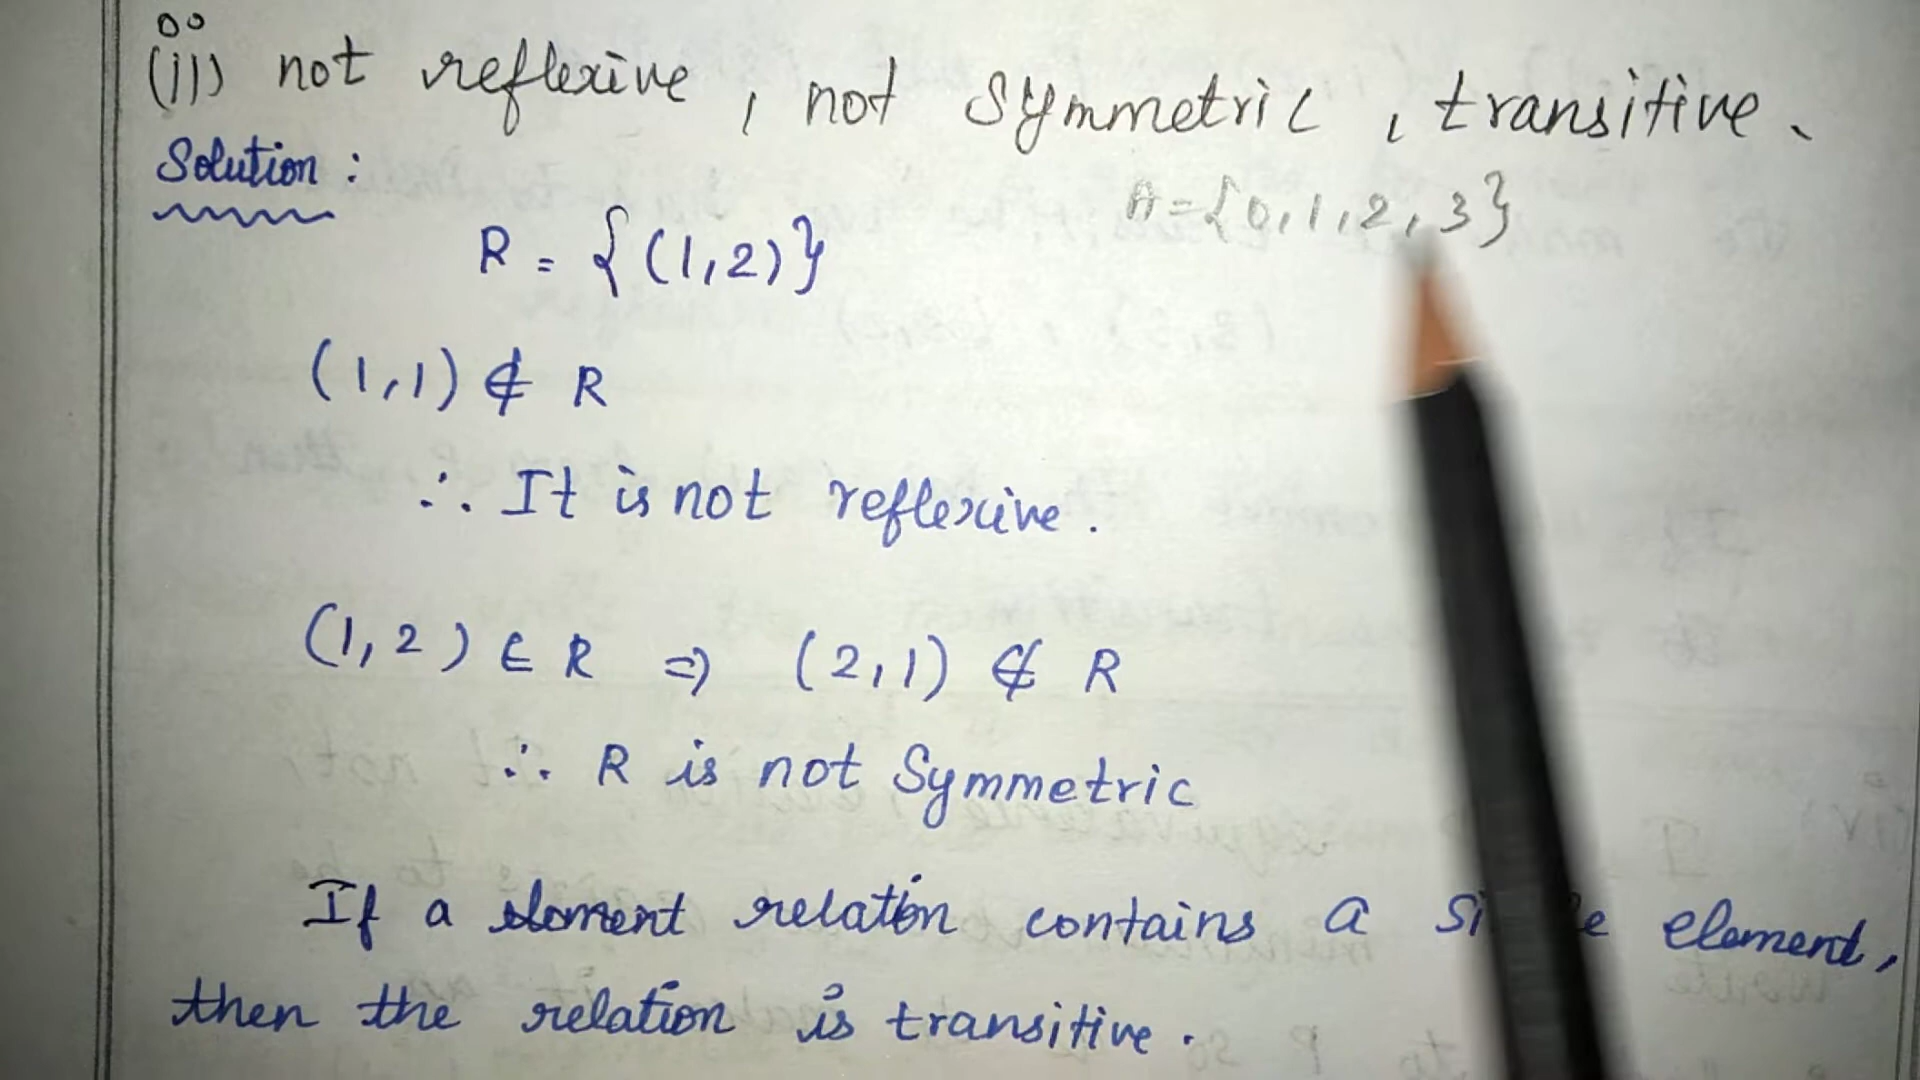 (ii) not reflexive, not Symmetric, transitive.
Solution:
A={0,1,2,3}
R = {(1,2)}
(1,1) ∉ R
∴ It is not reflexive.
(1,2) ∈ R ⇒ (2,1) ∉ R
∴ R is not Symmetric
If a element relation contains a element,
then the relation is transitive.